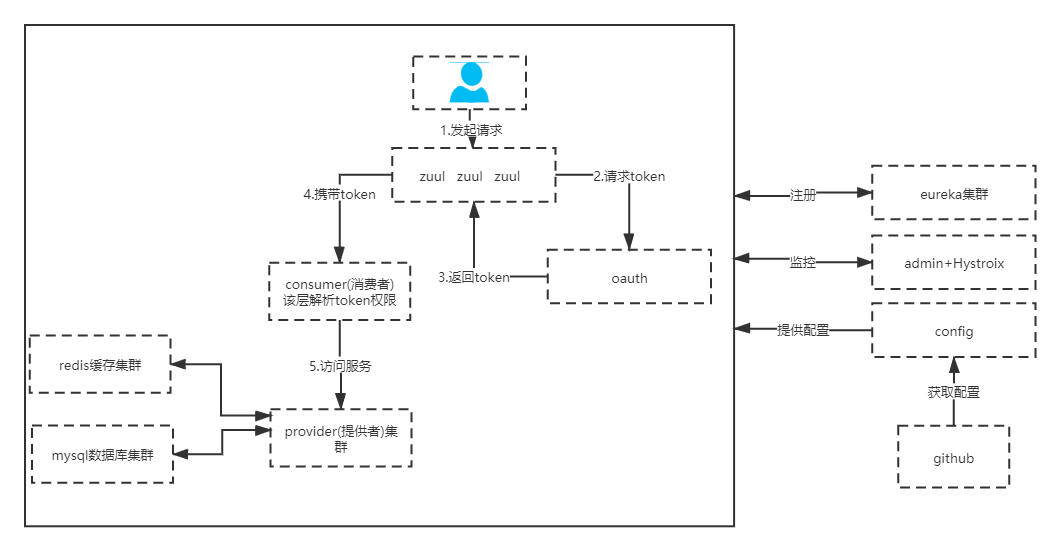 1.发起请求
zuul zuul zuul
2.请求token
4.携带token
3.返回token
oauth
consumer(消费者)
该层解析token权限
5.访问服务
redis缓存集群
mysql数据库集群
provider(提供者)集
群
注册
eureka集群
监控
admin+Hystroix
提供配置
config
获取配置
github